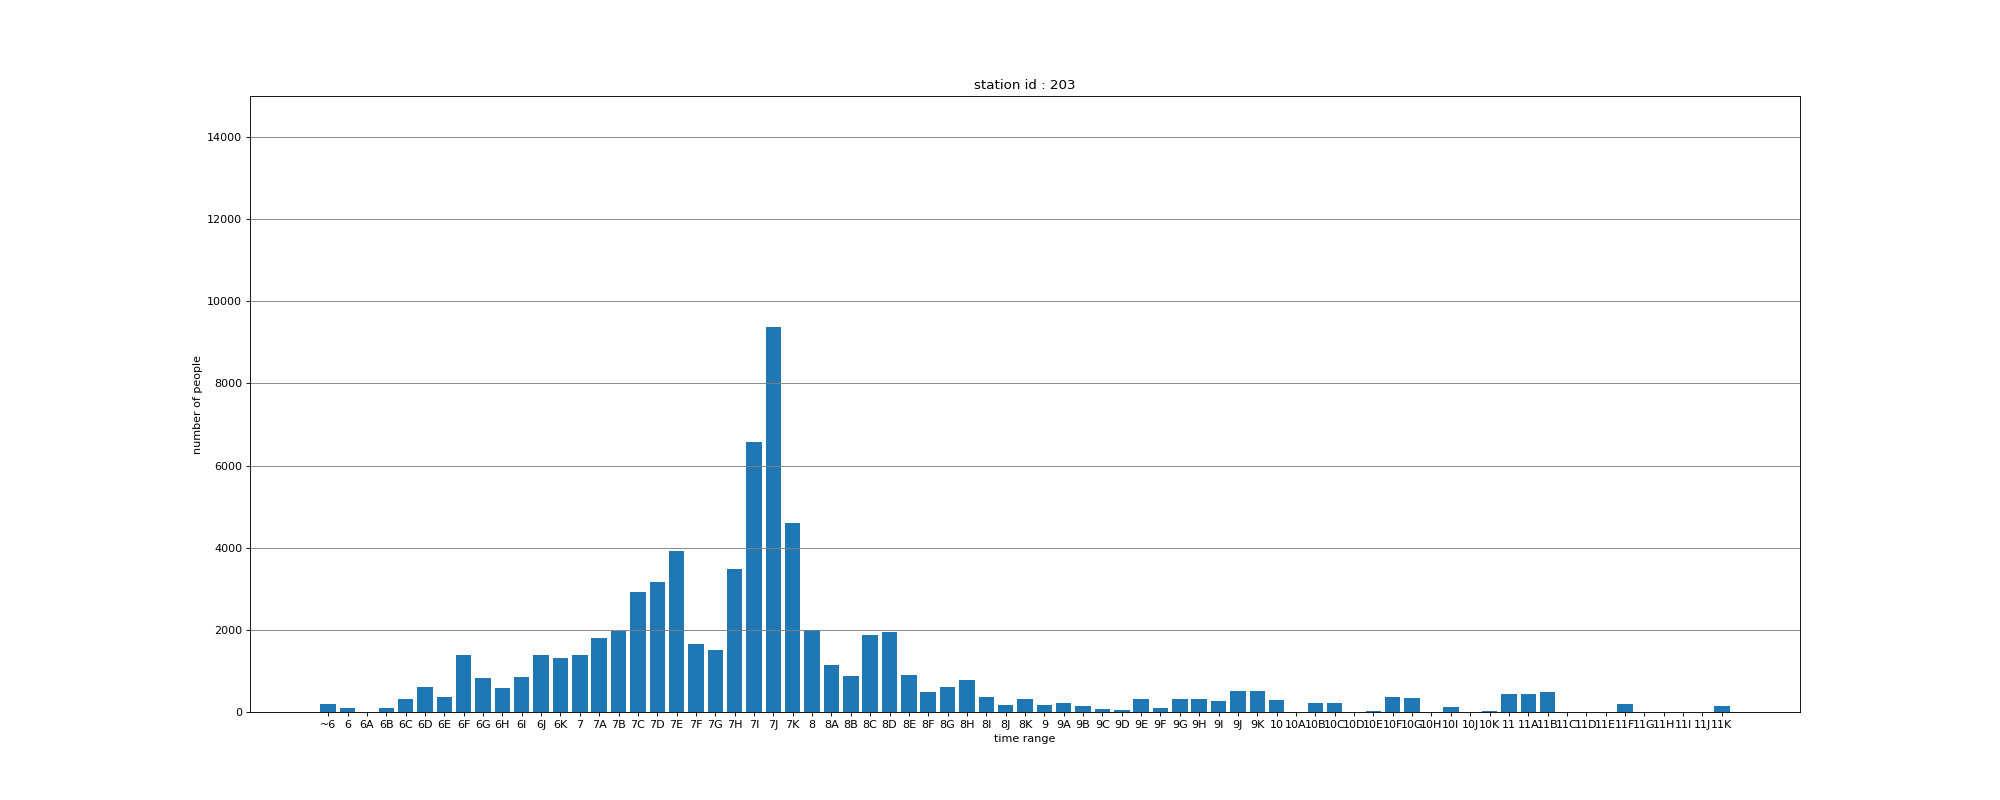 station id : 203
14000
12000
10000
8000
6000
4000
2000
0
number of people
~6 6 6A 6B 6C 6D 6E 6F 6G 6H 6I 6J 6K 7 7A 7B 7C 7D 7E 7F 7G 7H 7I 7J 7K 8 8A 8B 8C 8D 8E 8F 8G 8H 8I 8J 8K 9 9A 9B 9C 9D 9E 9F 9G 9H 9I 9J 9K 10 10A 10B 10C 10D 10E 10F 10G 10H 10I 10J 10K 11 11A 11B 11C 11D 11E 11F 11G 11H 11I 11J 11K
time range